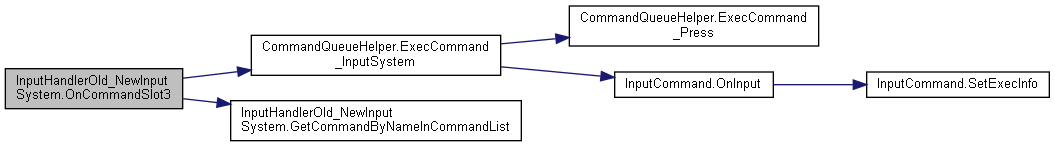 InputHandlerOld_NewInput
System.OnCommandSlot3
CommandQueueHelper.ExecCommand
_InputSystem
CommandQueueHelper.ExecCommand
_Press
InputCommand.OnInput
InputCommand.SetExecInfo
InputHandlerOld_NewInput
System.GetCommandByNameInCommandList